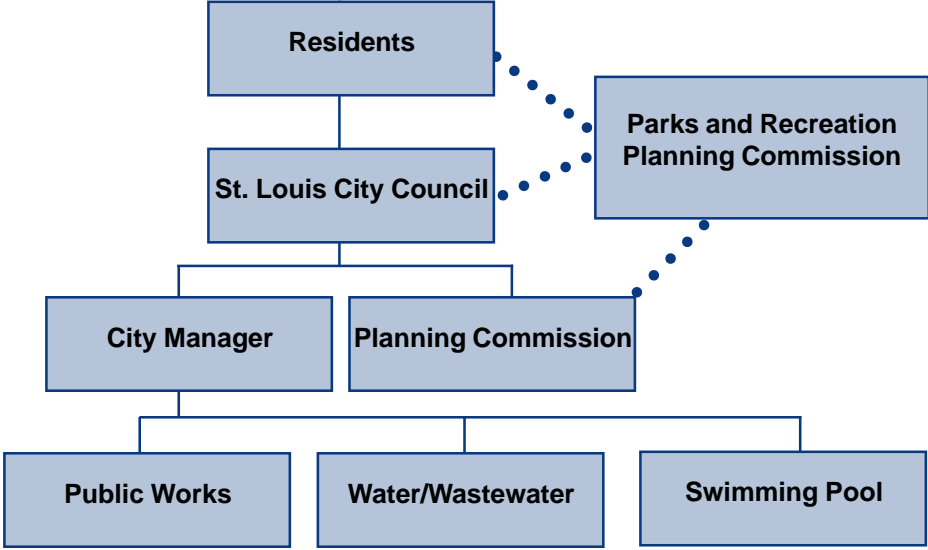 Residents
Parks and Recreation
Planning Commission
St. Louis City Council
City Manager
Planning Commission
Public Works
Water/Wastewater
Swimming Pool